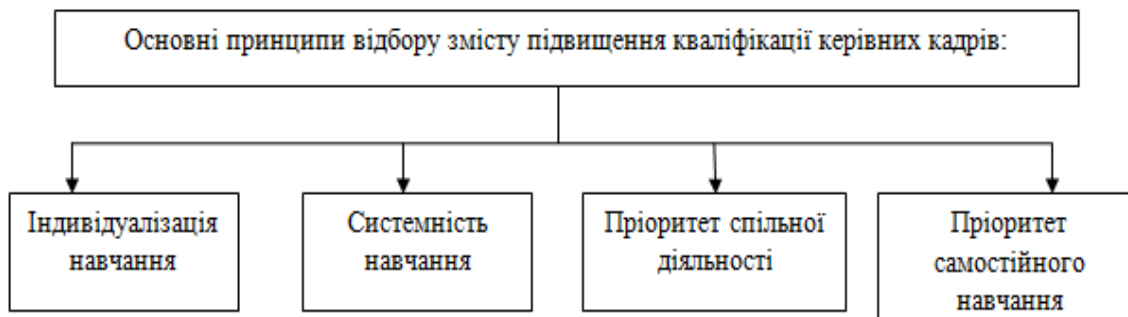 Основні принципи відбору змісту підвищення кваліфікації керівних кадрів:
Індивідуалізація
навчання
Системність
навчання
Пріоритет спільної
діяльності
Пріоритет
самостійного
навчання